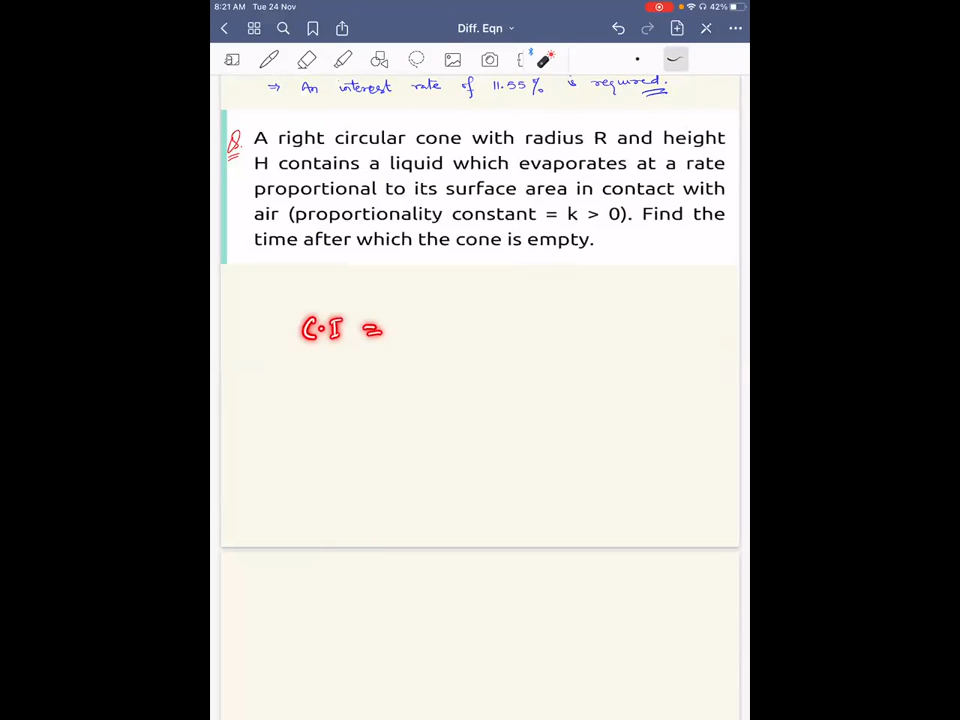 8:21 AM Tue 24 Nov 42%
Diff. Eqn
⇒ An interest rate of 11.55% is required.
Q. A right circular cone with radius R and height
H contains a liquid which evaporates at a rate
proportional to its surface area in contact with
air (proportionality constant = k > 0). Find the
time after which the cone is empty.
C.I =